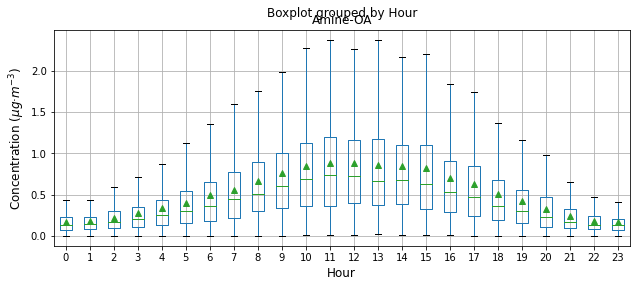 Boxplot grouped by Hour
Amine-OA
Concentration (μg·m⁻³)
2.0
1.5
1.0
0.5
0.0
0 1 2 3 4 5 6 7 8 9 10 11 12 13 14 15 16 17 18 19 20 21 22 23
Hour